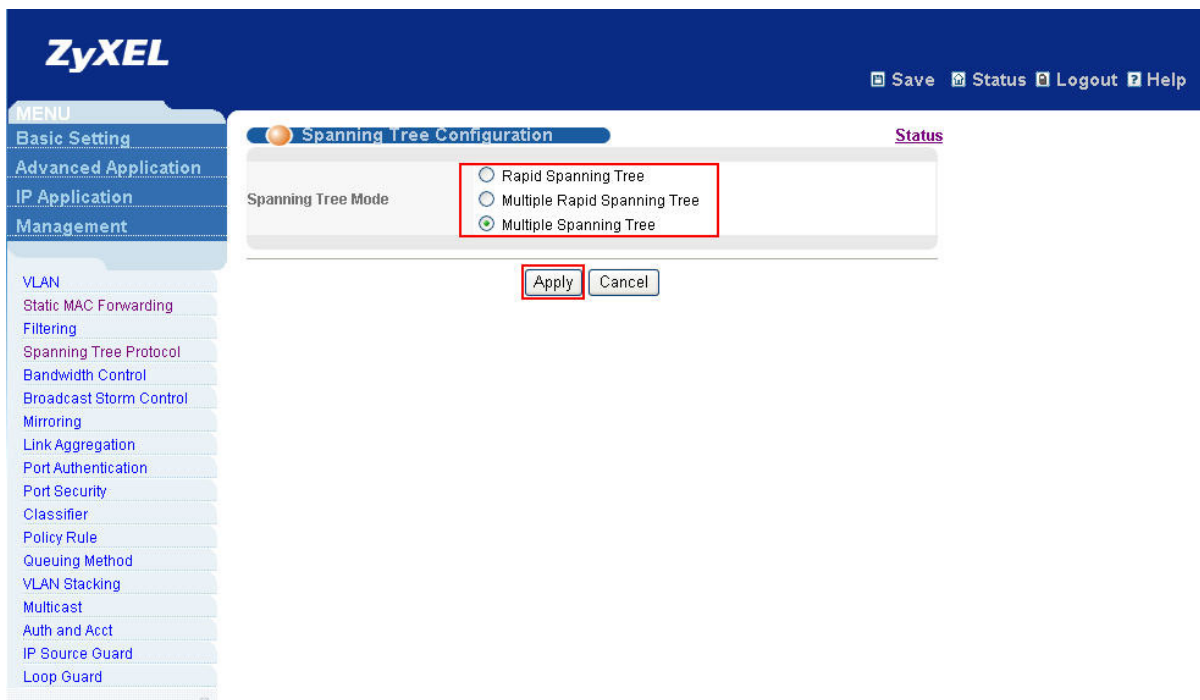 ZyXEL
Save Status Logout Help
MENU
Basic Setting
Advanced Application
IP Application
Management
VLAN
Static MAC Forwarding
Filtering
Spanning Tree Protocol
Bandwidth Control
Broadcast Storm Control
Mirroring
Link Aggregation
Port Authentication
Port Security
Classifier
Policy Rule
Queuing Method
VLAN Stacking
Multicast
Auth and Acct
IP Source Guard
Loop Guard
Spanning Tree Configuration Status
Spanning Tree Mode
Rapid Spanning Tree
Multiple Rapid Spanning Tree
Multiple Spanning Tree
Apply Cancel